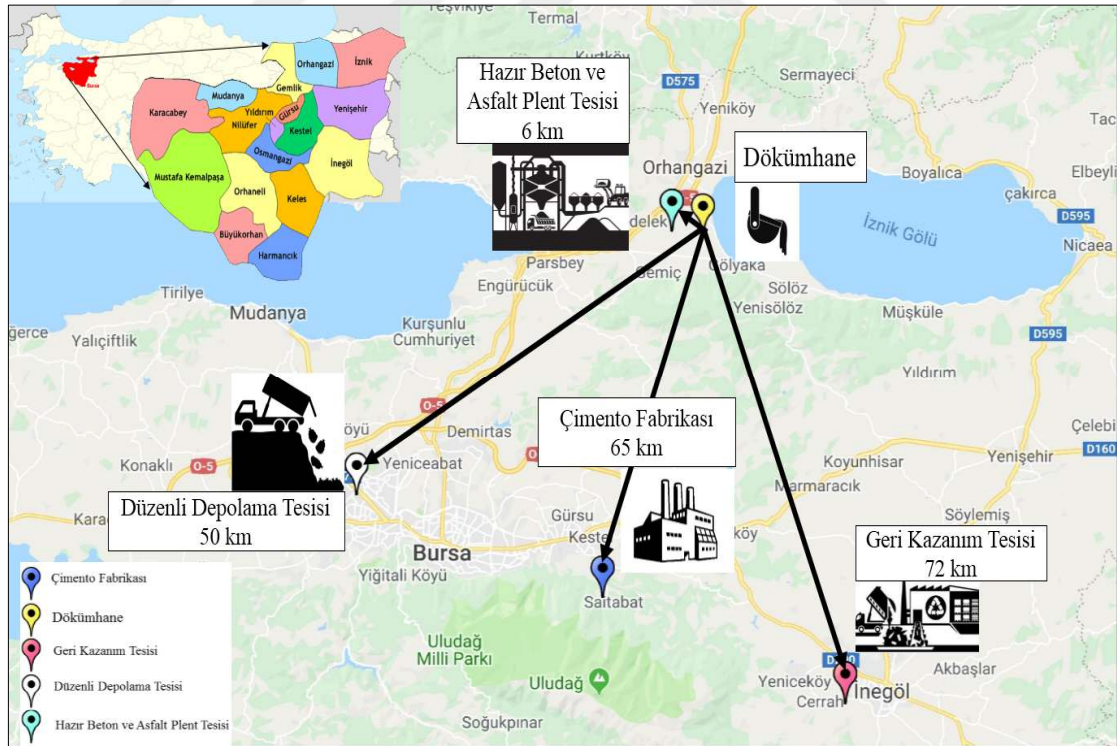 Teşvikiye
Termal
Kurtköy
D575
Sermayeci
Yeniköy
Orhangazi
Boyalıca
çakırca
Elbeyli
D595
Nicaea
İznik Gölü
Gemiç
Gölyaka
Sölöz
Yenisölöz
Müşküle
D595
Parsbey
Engürücük
Tirilye
Mudanya
Kurşunlu
Cumhuriyet
Yalıçiftlik
Yıldırım
Bursa
Karacabey
Mudanya
Orhangazi
İznik
Gemlik
Yıldırım
Nilüfer
Gürsu
Kestel
Yenişehir
Osmangazi
İnegöl
Mustafa Kemalpaşa
Orhaneli
Keles
Büyükorhan
Harmancık
Hazır Beton ve
Asfalt Plent Tesisi
6 km
Dökümhane
Çimento Fabrikası
65 km
Düzenli Depolama Tesisi
50 km
Geri Kazanım Tesisi
72 km
O-5
Demirtaş
Konaklı
O-5
Yeniceabat
Koyunhisar
Yenişehir
D160
Marmaracık
Gürsu
Kestel
Söylemiş
Bursa
Yiğitali Köyü
Saitabat
Uludağ
Milli Parkı
Uludağ
Soğukpınar
Yeniceköy
Cerrah
İnegöl
Akbaşlar
Çimento Fabrikası
Dökümhane
Geri Kazanım Tesisi
Düzenli Depolama Tesisi
Hazır Beton ve Asfalt Plent Tesisi